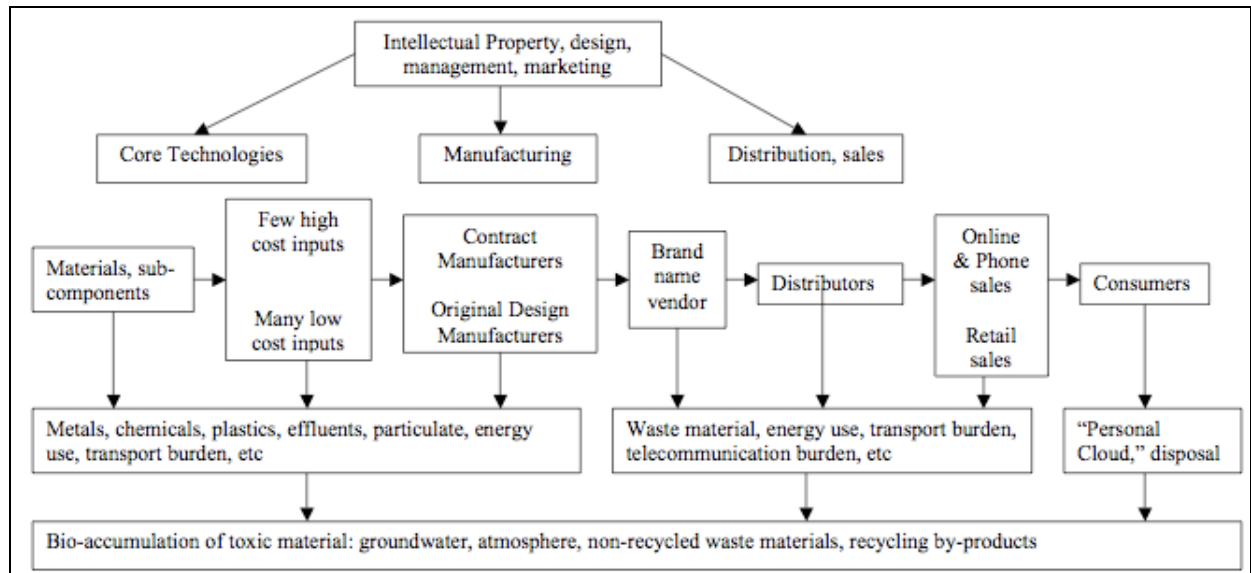 Intellectual Property, design,
management, marketing
Core Technologies
Manufacturing
Distribution, sales
Materials, sub-
components
Few high
cost inputs
Many low
cost inputs
Contract
Manufacturers
Original Design
Manufacturers
Brand
name
vendor
Distributors
Online
& Phone
sales
Retail
sales
Consumers
Metals, chemicals, plastics, effluents, particulate, energy
use, transport burden, etc
Waste material, energy use, transport burden,
telecommunication burden, etc
“Personal
Cloud,” disposal
Bio-accumulation of toxic material: groundwater, atmosphere, non-recycled waste materials, recycling by-products